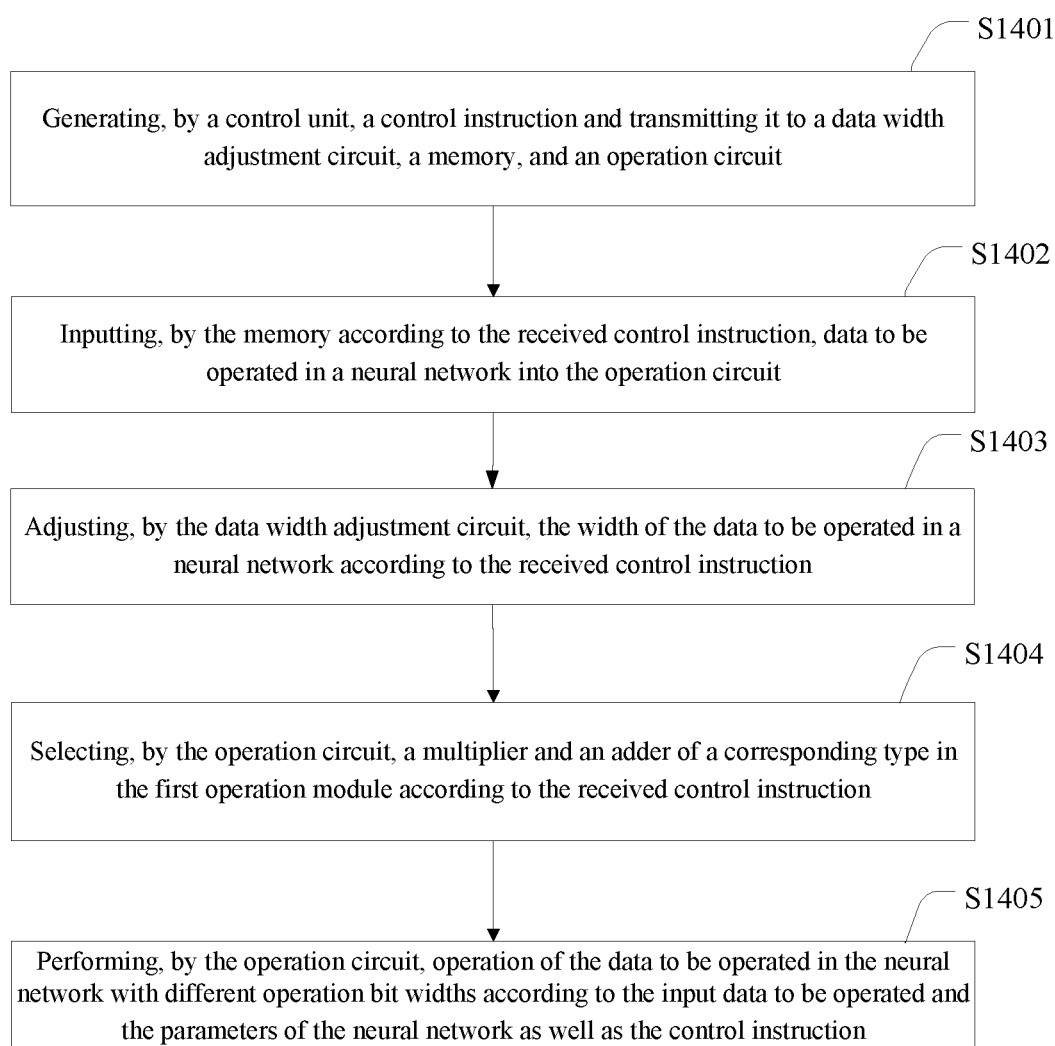 S1401
Generating, by a control unit, a control instruction and transmitting it to a data width
adjustment circuit, a memory, and an operation circuit
S1402
Inputting, by the memory according to the received control instruction, data to be
operated in a neural network into the operation circuit
S1403
Adjusting, by the data width adjustment circuit, the width of the data to be operated in a
neural network according to the received control instruction
S1404
Selecting, by the operation circuit, a multiplier and an adder of a corresponding type in
the first operation module according to the received control instruction
S1405
Performing, by the operation circuit, operation of the data to be operated in the neural
network with different operation bit widths according to the input data to be operated and
the parameters of the neural network as well as the control instruction